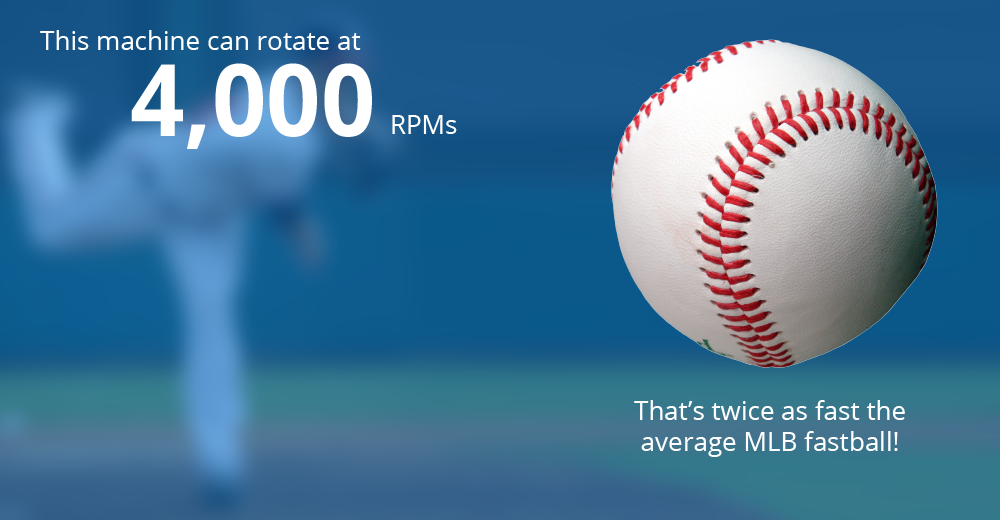 This machine can rotate at
4,000 RPMs
That’s twice as fast the
average MLB fastball!